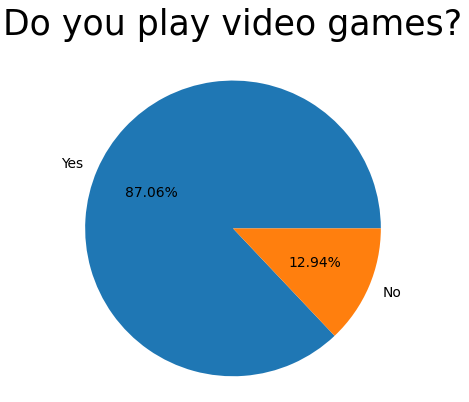 Do you play video games?
Yes
87.06%
12.94%
No